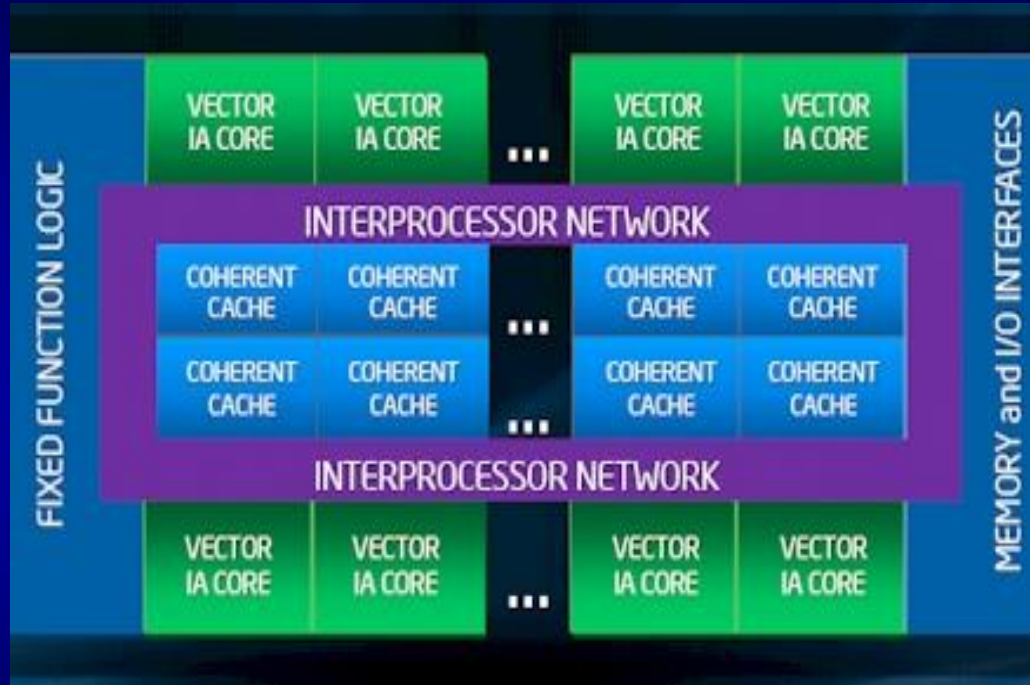 VECTOR
IA CORE
VECTOR
IA CORE
...
VECTOR
IA CORE
VECTOR
IA CORE
FIXED FUNCTION LOGIC
INTERPROCESSOR NETWORK
COHERENT
CACHE
COHERENT
CACHE
...
COHERENT
CACHE
COHERENT
CACHE
COHERENT
CACHE
COHERENT
CACHE
...
COHERENT
CACHE
COHERENT
CACHE
INTERPROCESSOR NETWORK
MEMORY and I/O INTERFACES
VECTOR
IA CORE
VECTOR
IA CORE
...
VECTOR
IA CORE
VECTOR
IA CORE